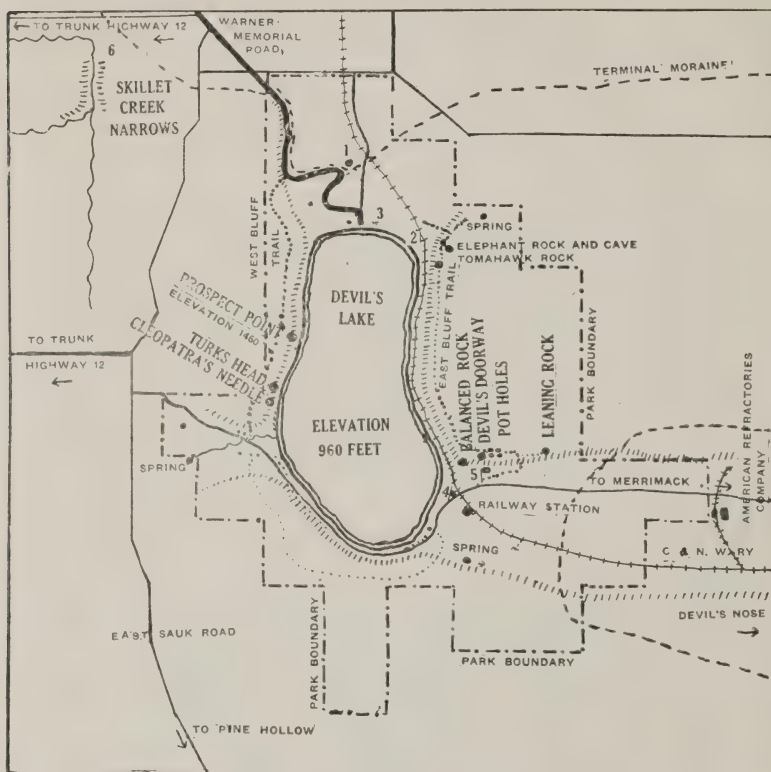 TO TRUNK HIGHWAY 12
WARNER
MEMORIAL
ROAD
6
SKILLET
CREEK
NARROWS
TERMINAL MORAINE
1
3
2
SPRING
ELEPHANT ROCK AND CAVE
TOMAHAWK ROCK
WEST BLUFF
TRAIL
DEVIL'S
LAKE
EAST BLUFF TRAIL
PROSPECT POINT
ELEVATION 1460
TURKS HEAD
CLEOPATRA'S NEEDLE
TO TRUNK
HIGHWAY 12
BALANCED ROCK
DEVIL'S DOORWAY
POT HOLES
LEANING ROCK
PARK BOUNDARY
ELEVATION
960 FEET
SPRING
5
4
TO MERRIMACK
RAILWAY STATION
AMERICAN REFRACTORIES
COMPANY
SPRING
C & N. W. RY
DEVIL'S NOSE
EAST SAUK ROAD
PARK BOUNDARY
PARK BOUNDARY
TO PINE HOLLOW